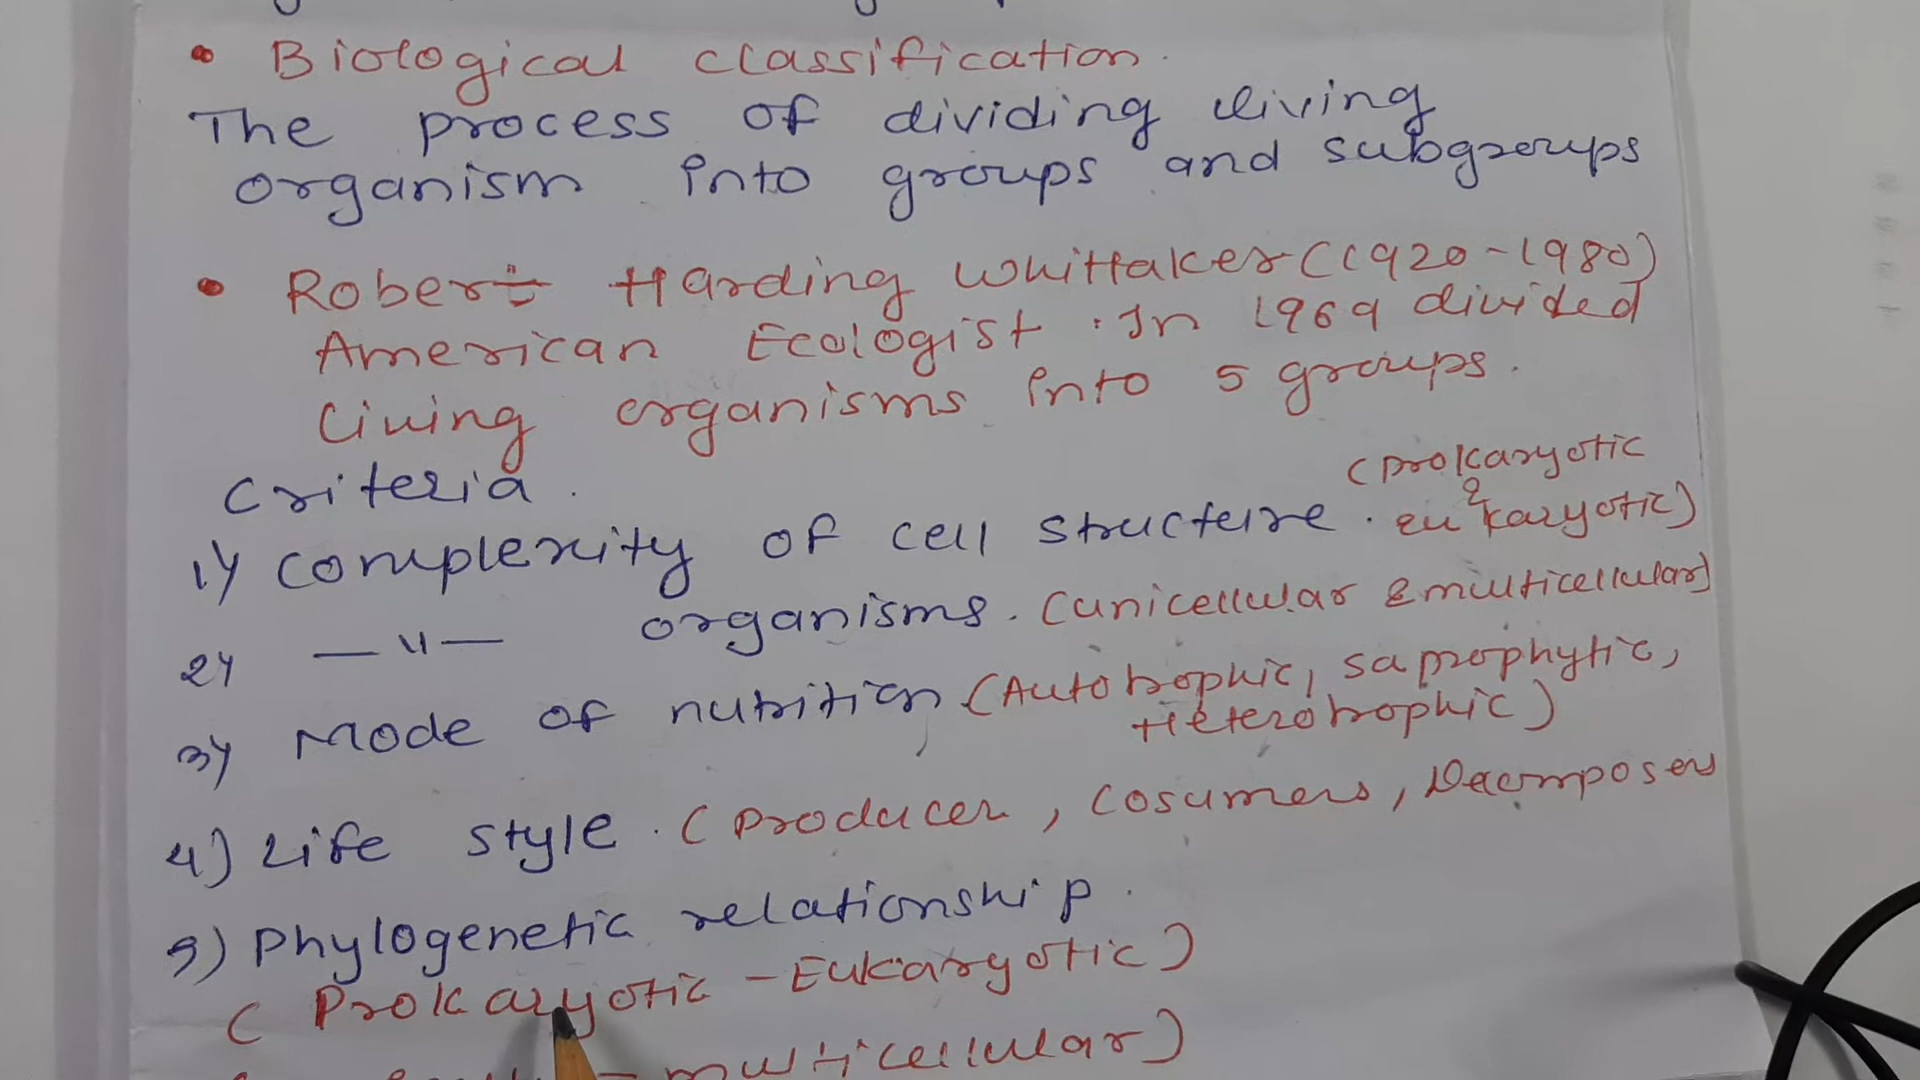 • Biological classification.
The process of dividing living
organism into groups and subgroups
• Robert Harding Whittaker (1920-1980)
American Ecologist. In 1969 divided
Living organisms into 5 groups.
Criteria.
1) Complexity of cell structure. (prokaryotic & eukaryotic)
2) —〃— organisms. (unicellular & multicellular)
3) Mode of nutrition (Autotrophic, saprophytic,
Heterotrophic)
4) Life style. (Producer, Cosumers, Decomposers
5) Phylogenetic relationship.
( Prokaryotic - Eukaryotic)
- multicellular)